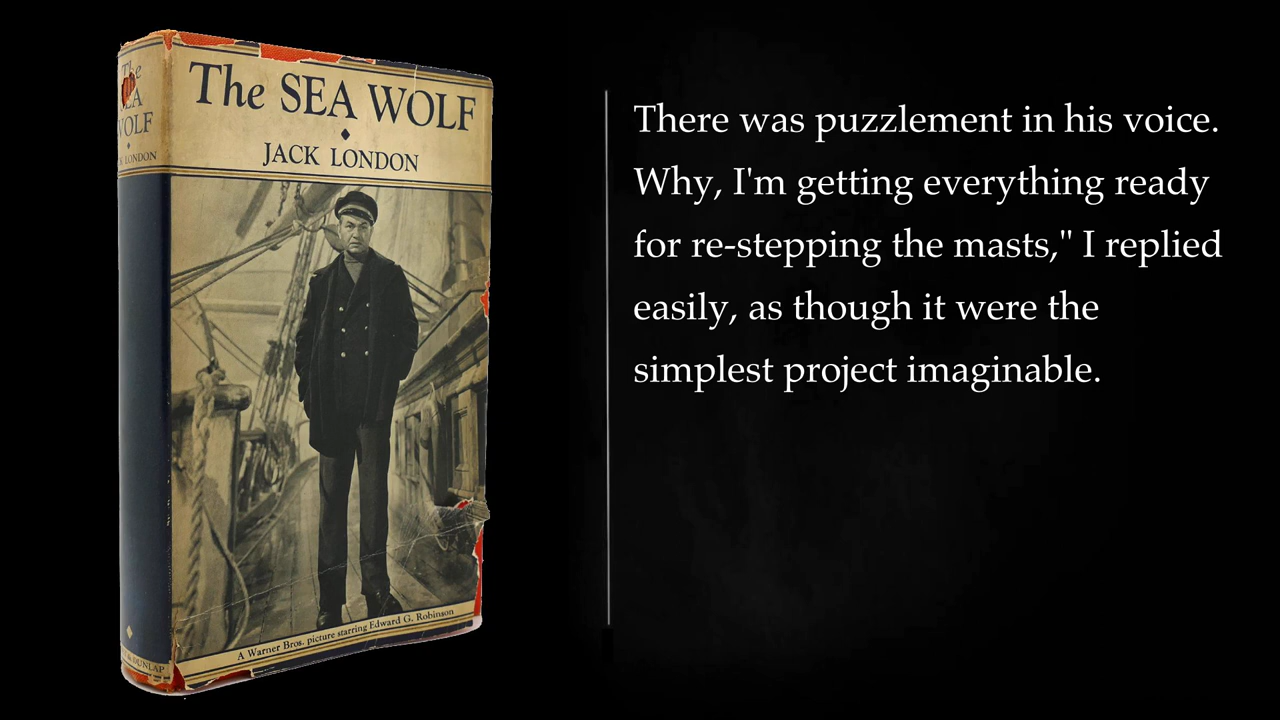 The SEA WOLF
JACK LONDON
The
SEA
WOLF
LONDON
DUNLAP
A Warner Bros. picture starring Edward G. Robinson
There was puzzlement in his voice.
Why, I'm getting everything ready
for re-stepping the masts," I replied
easily, as though it were the
simplest project imaginable.